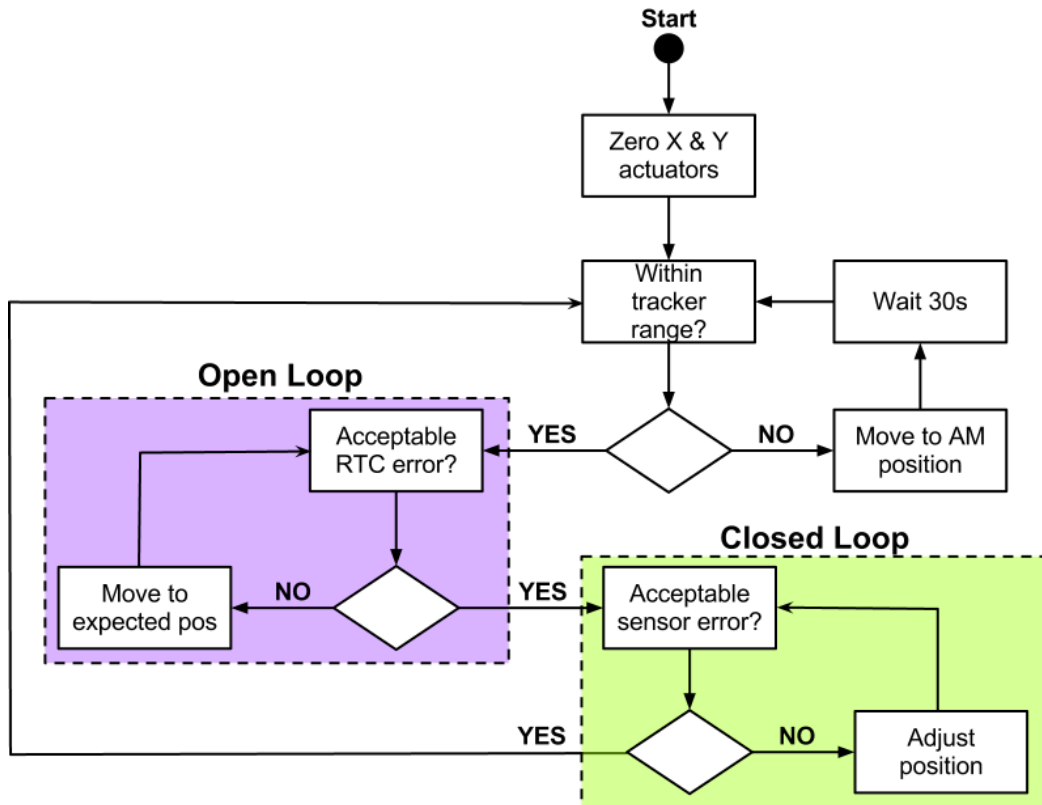 Start
Zero X & Y
actuators
Within
tracker
range?
Wait 30s
Open Loop
Acceptable
RTC error?
YES
NO
Move to AM
position
Closed Loop
Move to
expected pos
NO
YES
Acceptable
sensor error?
YES
NO
Adjust
position